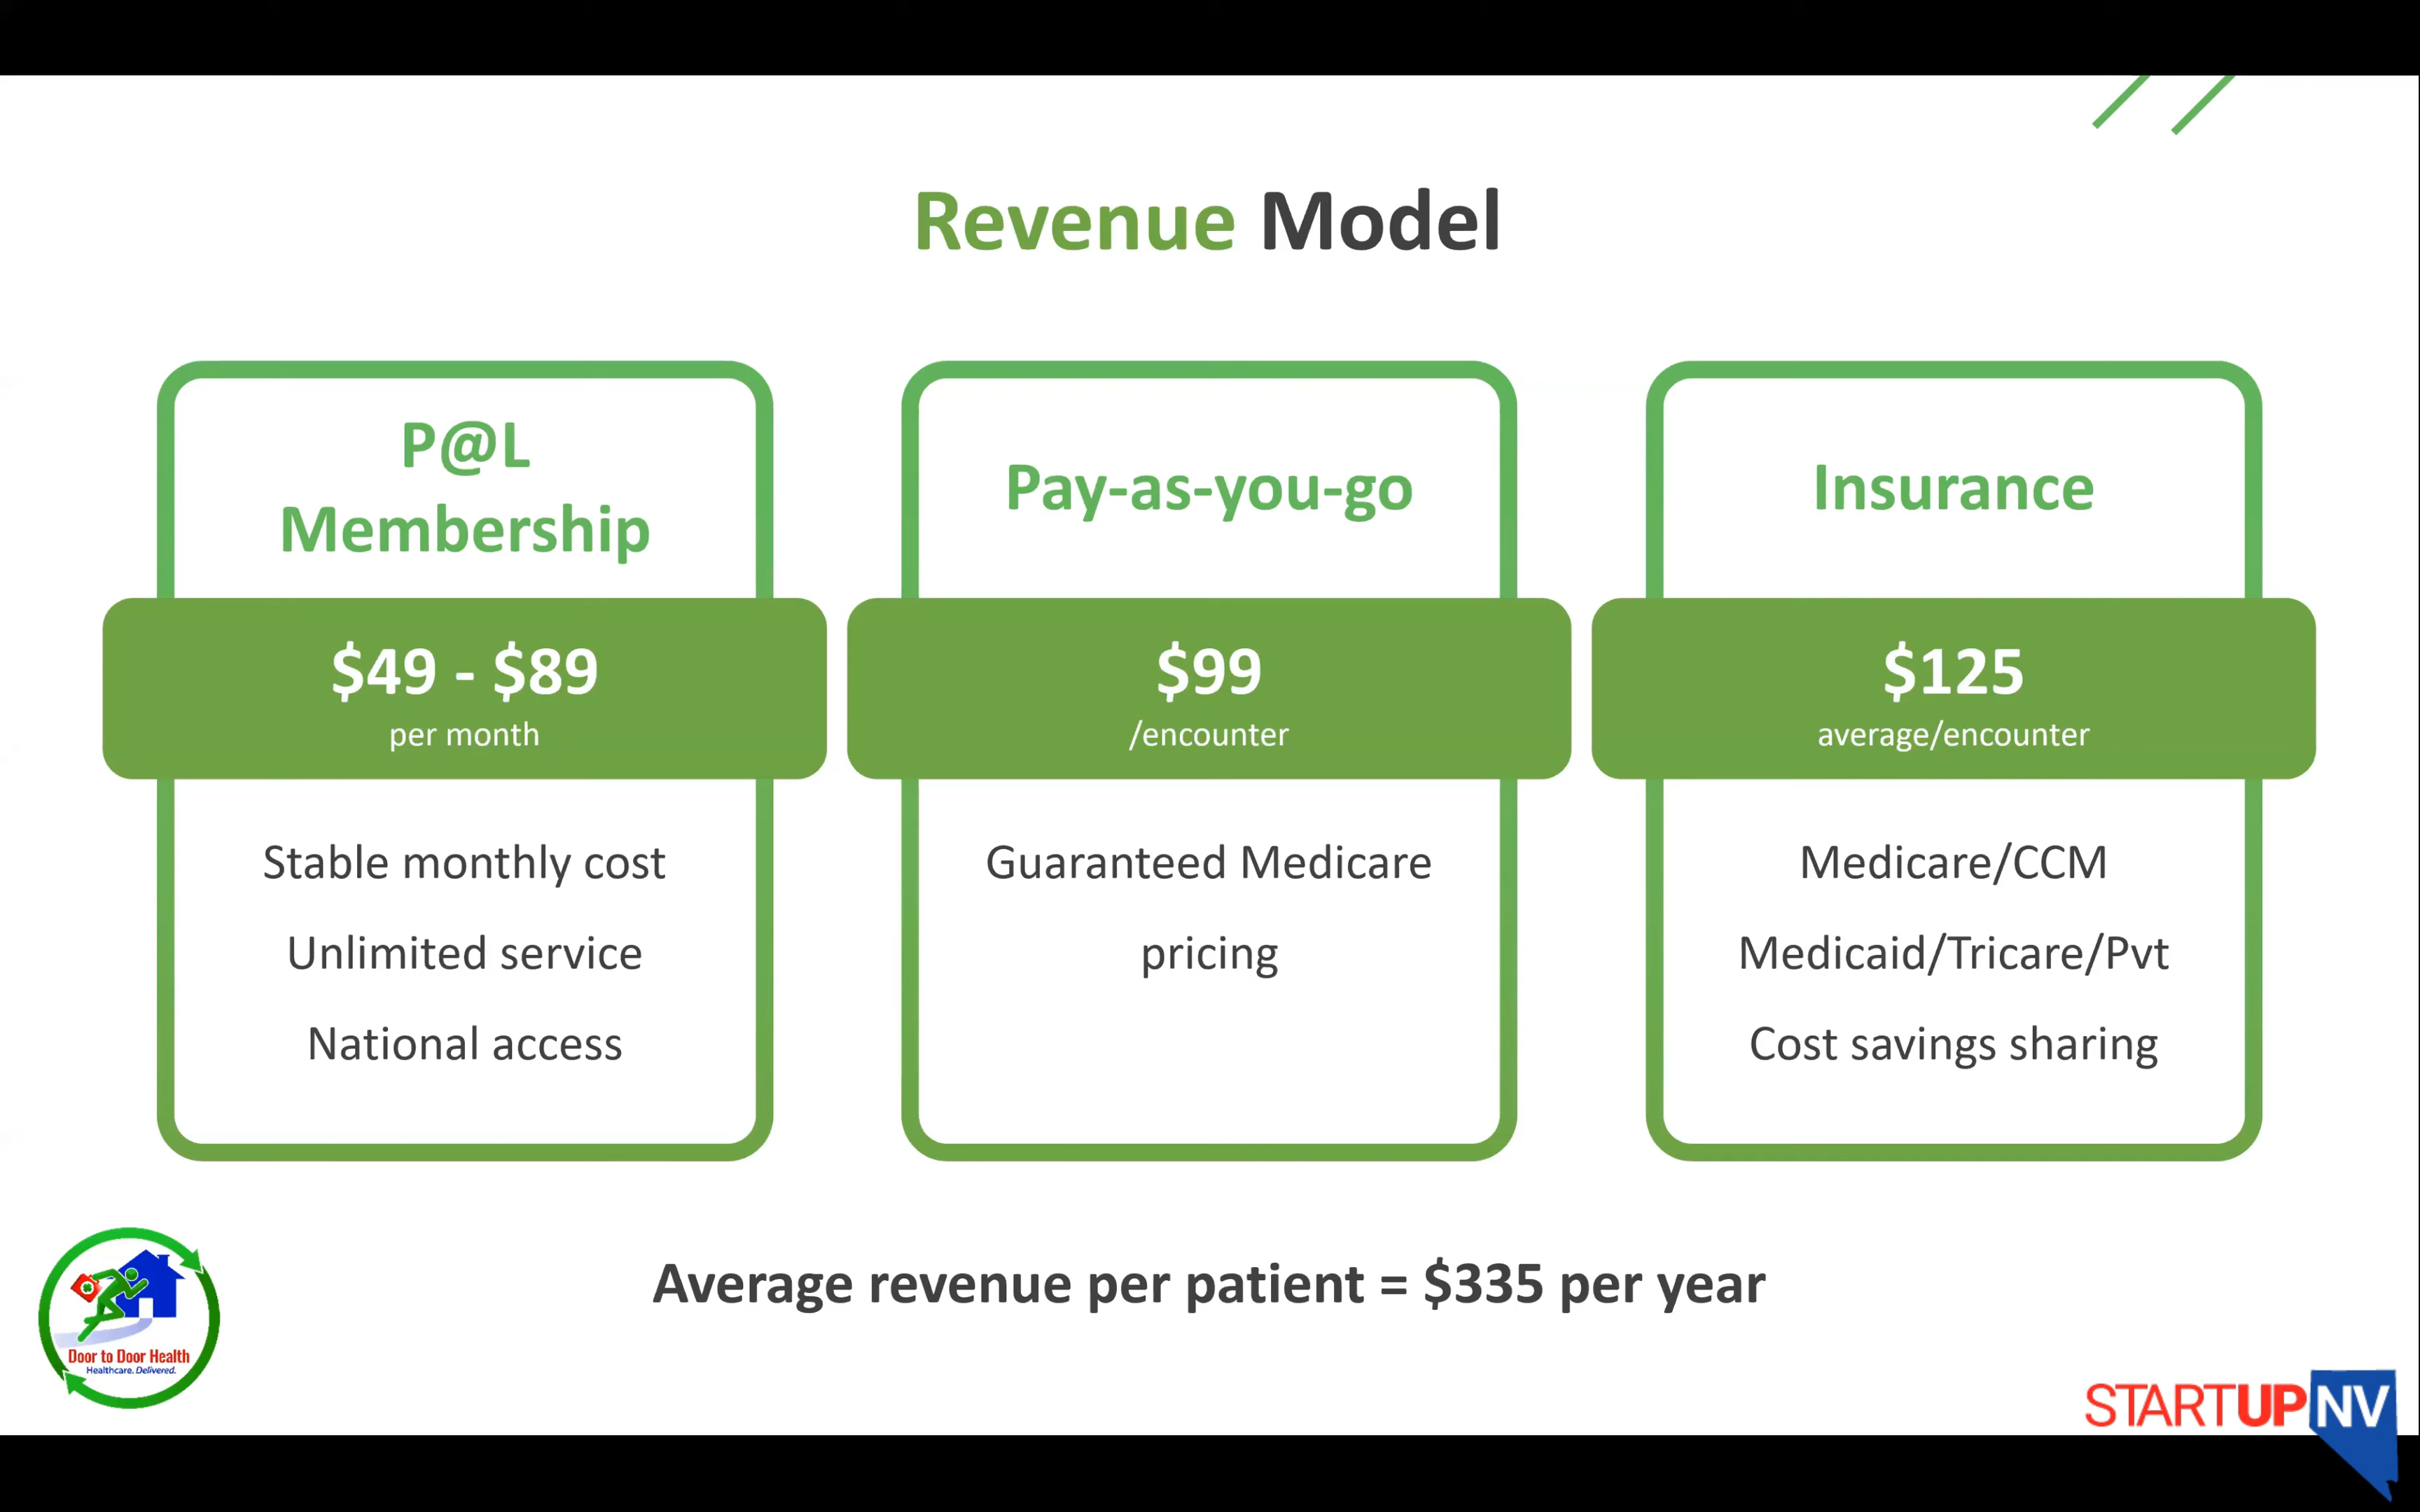 Revenue Model
P@L
Membership
$49 - $89
per month
Stable monthly cost
Unlimited service
National access
Pay-as-you-go
$99
/encounter
Guaranteed Medicare
pricing
Insurance
$125
average/encounter
Medicare/CCM
Medicaid/Tricare/Pvt
Cost savings sharing
Average revenue per patient = $335 per year
Door to Door Health
Healthcare. Delivered.
STARTUPNV